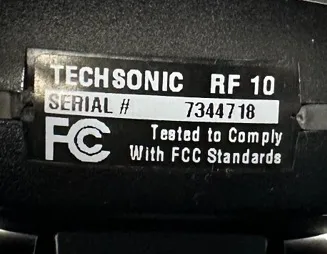 TECHSONIC RF 10
SERIAL # 7344718
FCC Tested to Comply
With FCC Standards